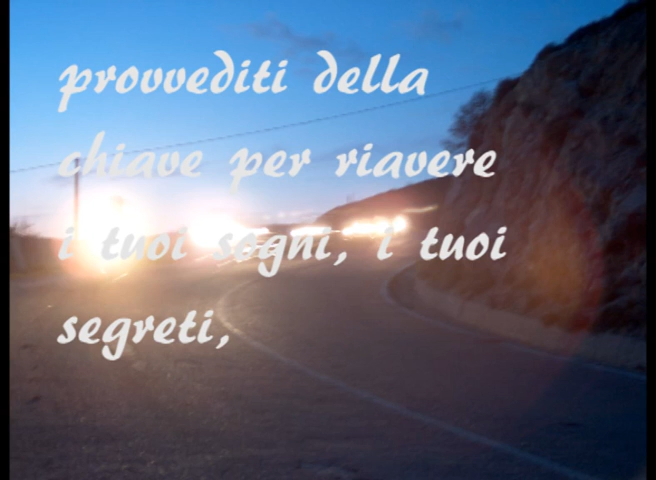 provvediti della
chiave per riavere
i tuoi sogni, i tuoi
segreti,